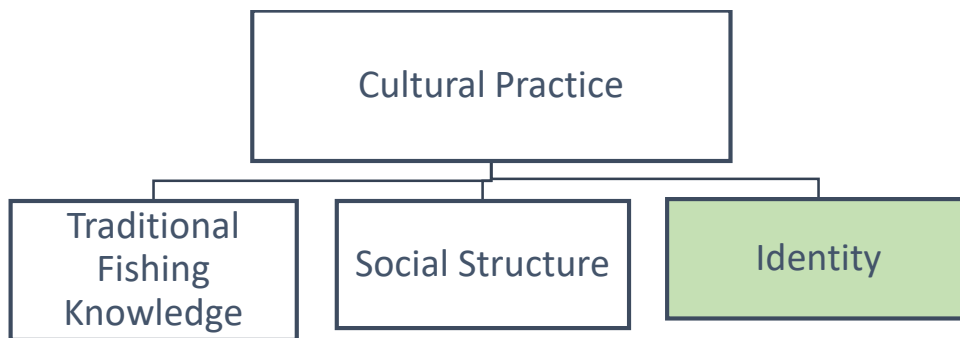 Cultural Practice
Traditional
Fishing
Knowledge
Social Structure
Identity